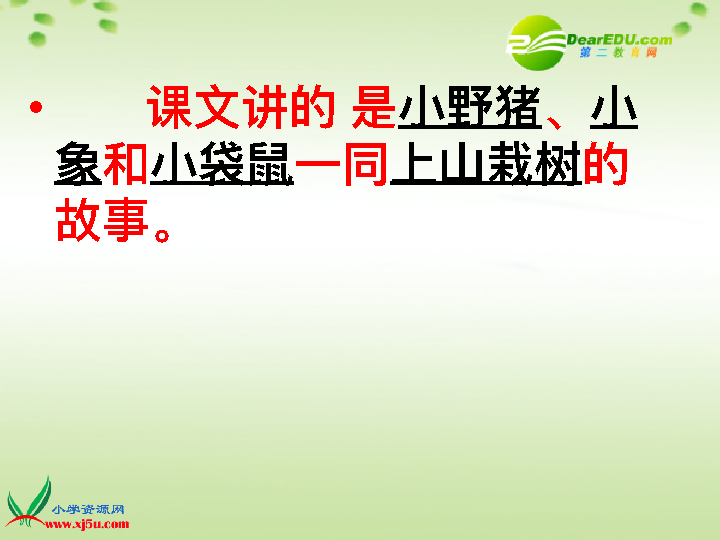 DearEDU.com
第二教育网
• 课文讲的 是小野猪、小
象和小袋鼠一同上山栽树的
故事。
小学资源网
www.xj5u.com